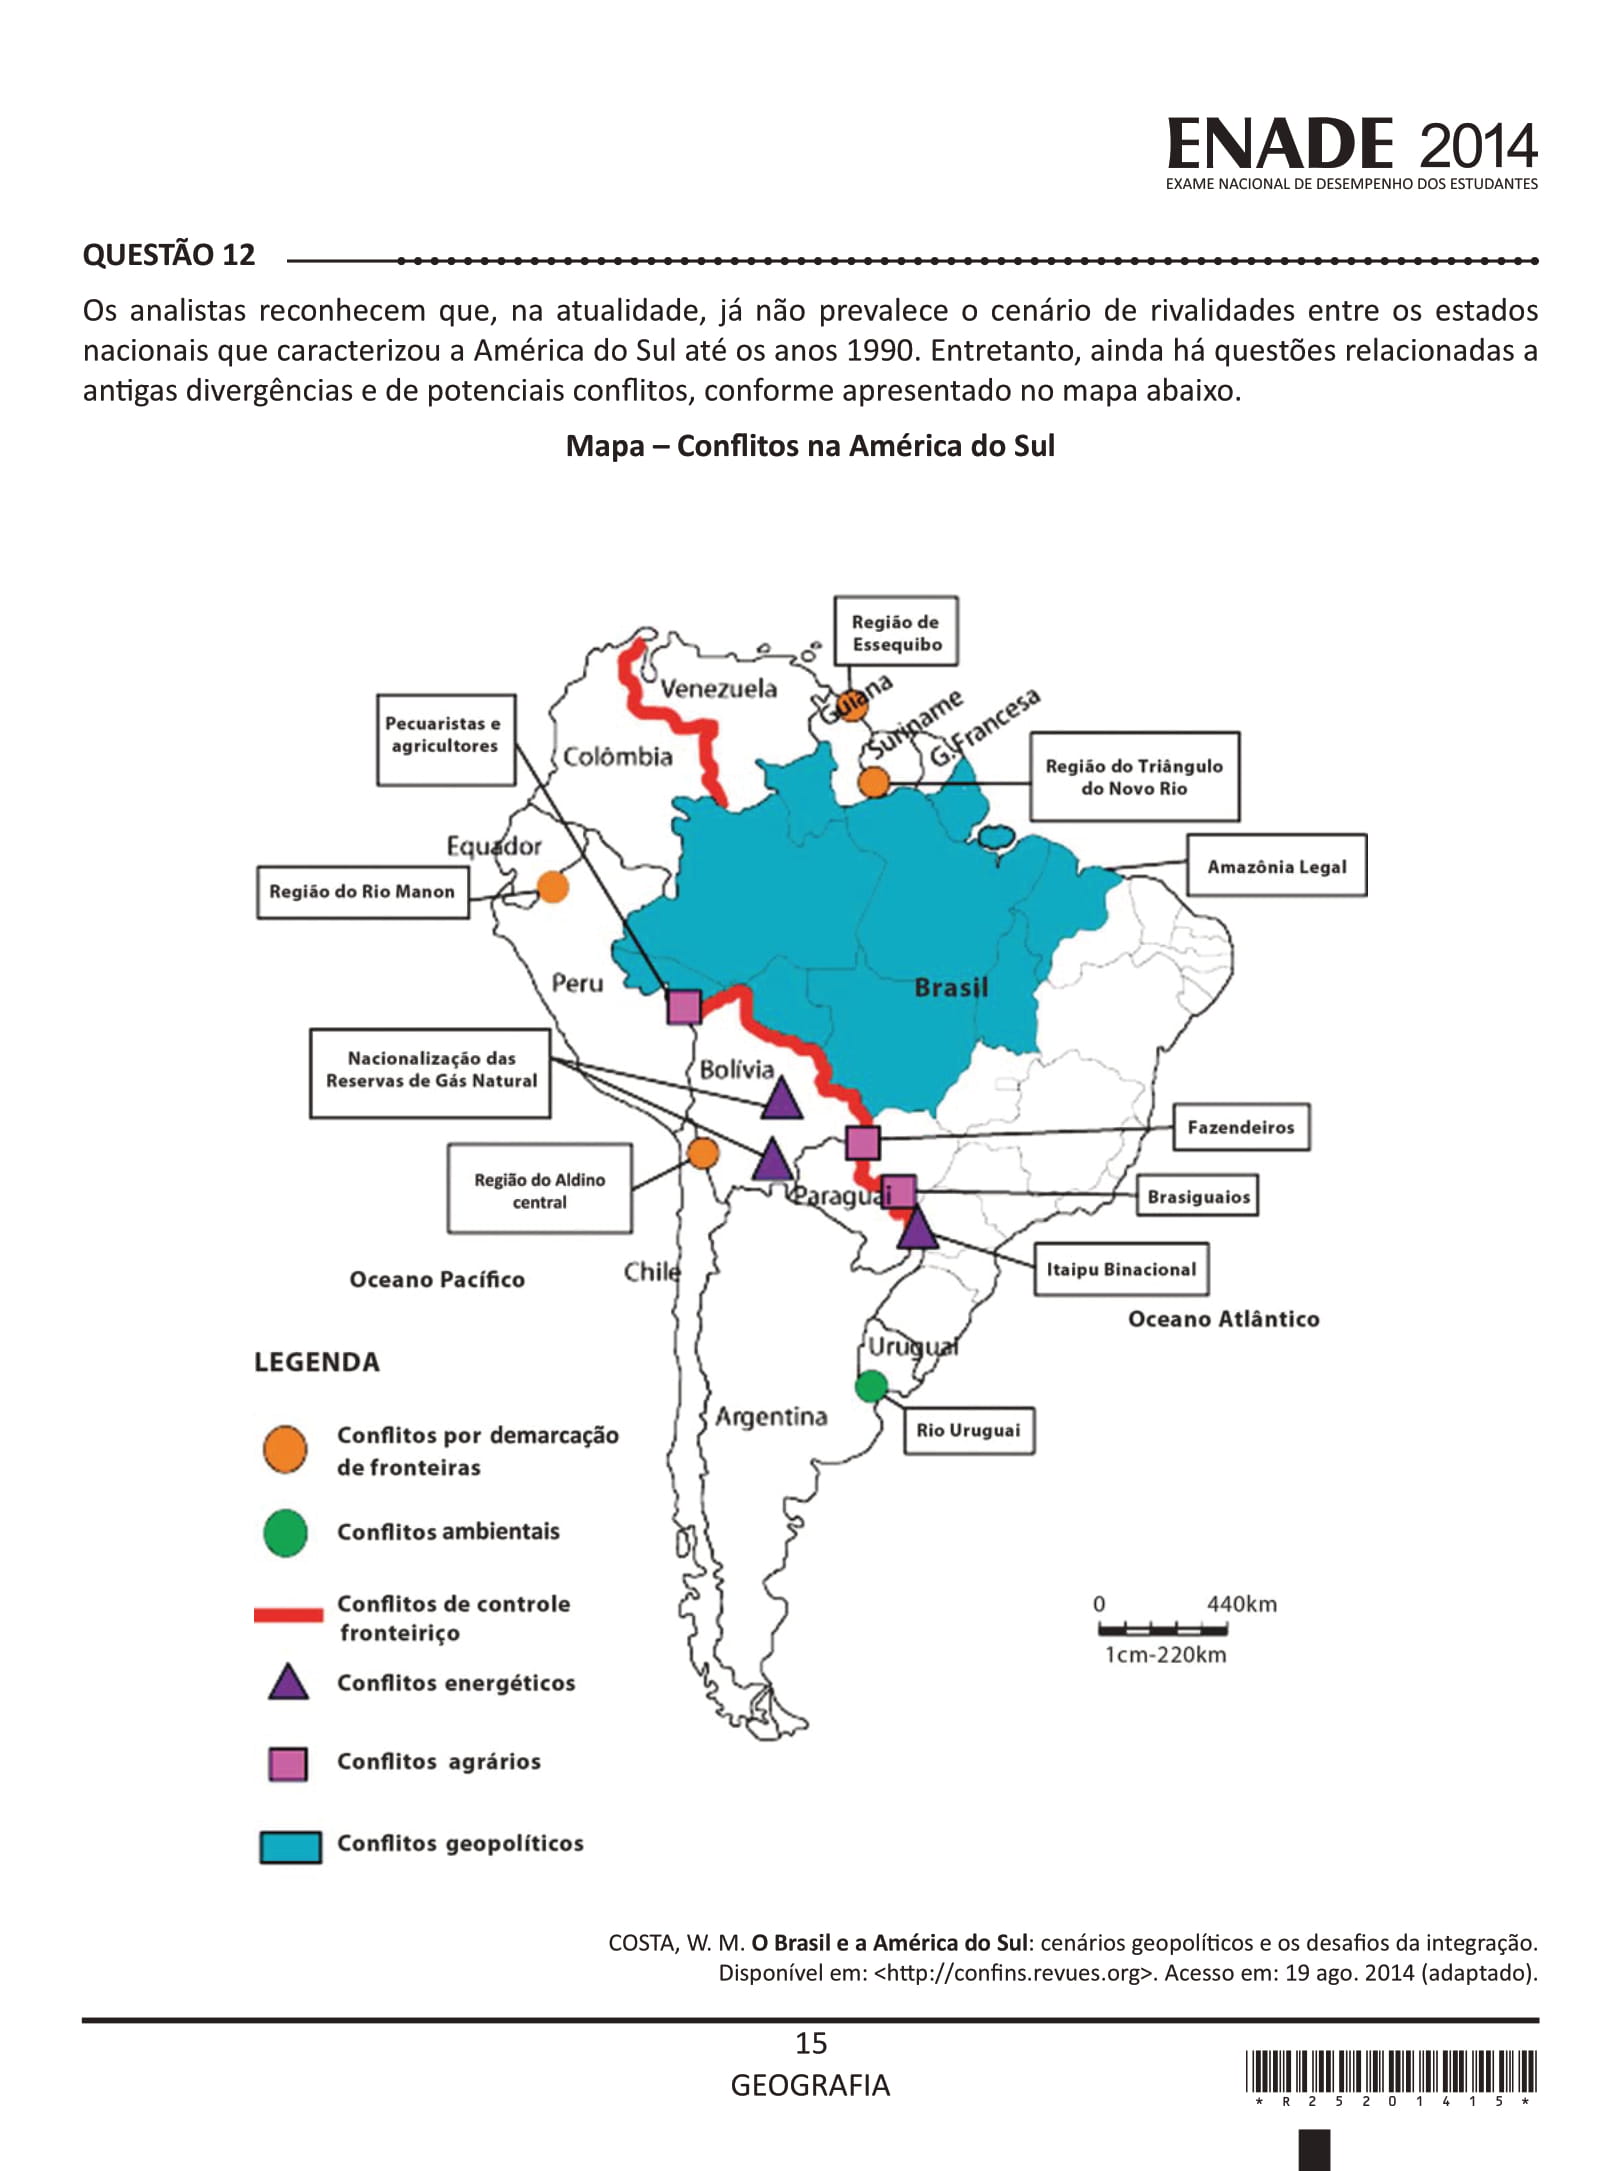 ENADE 2014
EXAME NACIONAL DE DESEMPENHO DOS ESTUDANTES
QUESTÃO 12
Os analistas reconhecem que, na atualidade, já não prevalece o cenário de rivalidades entre os estados
nacionais que caracterizou a América do Sul até os anos 1990. Entretanto, ainda há questões relacionadas a
antigas divergências e de potenciais conflitos, conforme apresentado no mapa abaixo.
Mapa – Conflitos na América do Sul
Região de
Essequibo
Venezuela
Guiana
Suriname
G. Francesa
Pecuaristas e
agricultores
Colômbia
Região do Triângulo
do Novo Rio
Equador
Amazônia Legal
Região do Rio Manon
Peru
Brasil
Nacionalização das
Reservas de Gás Natural
Bolívia
Fazendeiros
Região do Aldino
central
Paraguai
Brasiguaios
Itaipu Binacional
Chile
Oceano Pacífico
Oceano Atlântico
Uruguai
Argentina
Rio Uruguai
LEGENDA
Conflitos por demarcação
de fronteiras
Conflitos ambientais
Conflitos de controle
fronteiriço
Conflitos energéticos
Conflitos agrários
Conflitos geopolíticos
0 440km
1cm-220km
COSTA, W. M. O Brasil e a América do Sul: cenários geopolíticos e os desafios da integração.
Disponível em: <http://confins.revues.org>. Acesso em: 19 ago. 2014 (adaptado).
15
GEOGRAFIA
* R 2 5 2 0 1 4 1 5 *